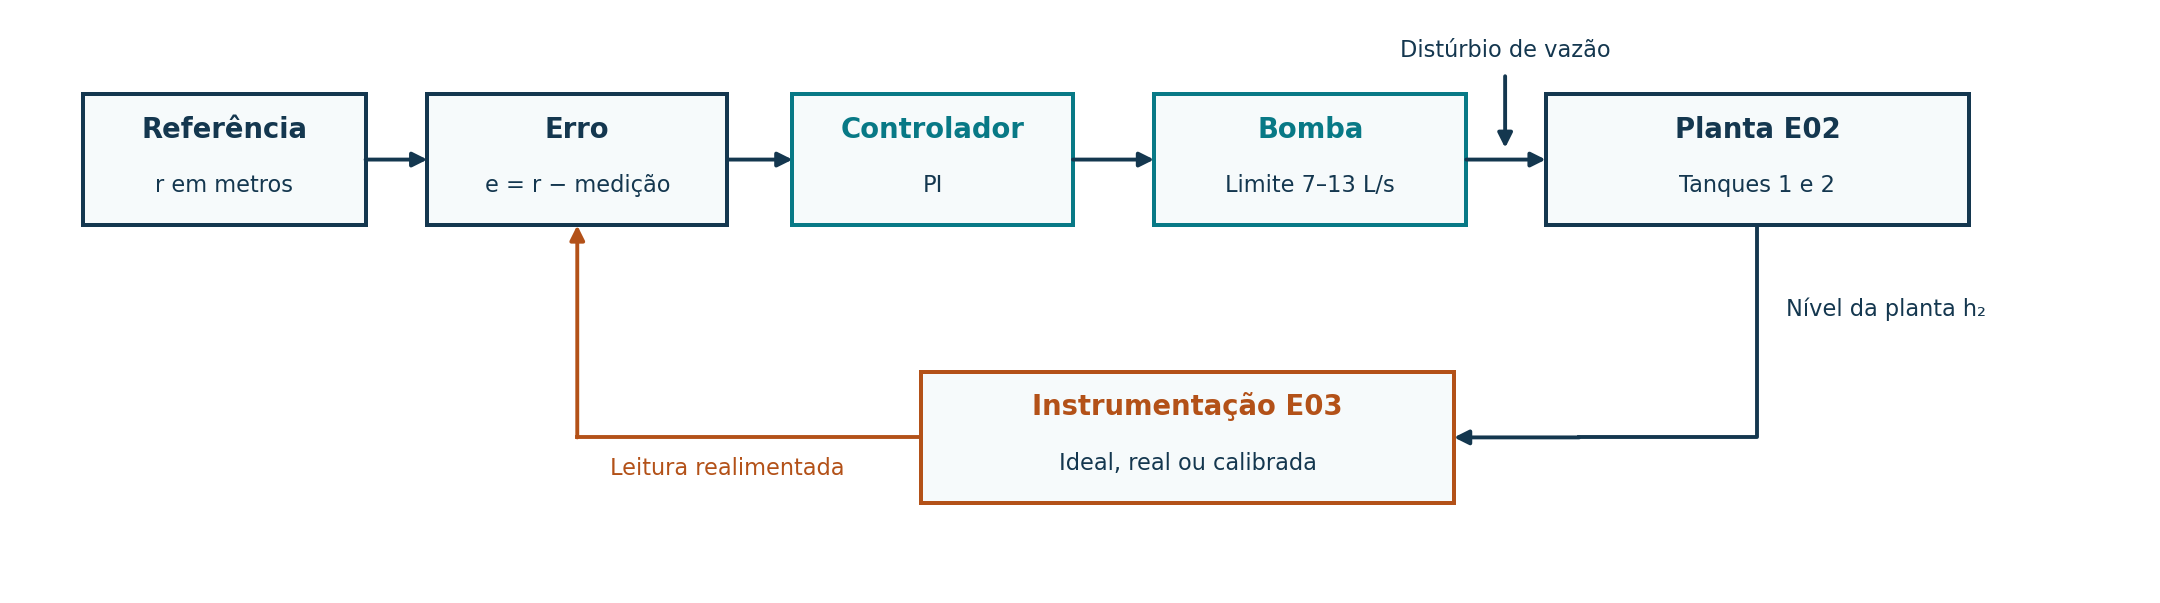 Distúrbio de vazão
Referência
r em metros
Erro
e = r − medição
Controlador
PI
Bomba
Limite 7–13 L/s
Planta E02
Tanques 1 e 2
Nível da planta h₂
Instrumentação E03
Ideal, real ou calibrada
Leitura realimentada